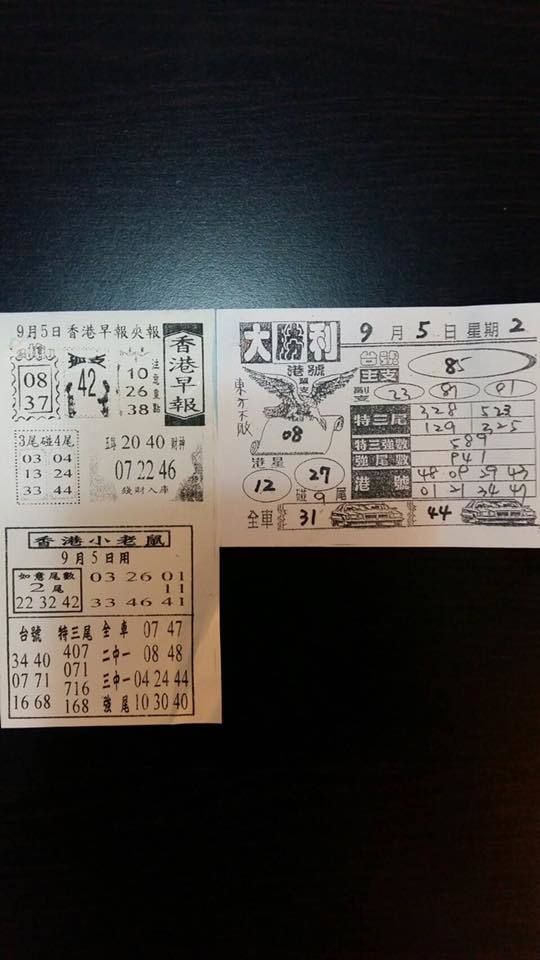 9月5日香港早報火報
香港早報
08
37
孤支
42
注意重點
10
26
38
3尾碰4尾
03 04
13 24
33 44
20 40 財神
07 22 46
發財入庫
香港小老鼠
9月5日用
如意尾數
2尾
22 32 42
03 26 01
11
33 46 41
台號 特三尾 全車 07 47
34 40 407 二中一 08 48
07 71 071 三中一 04 24 44
16 68 716 強尾 10 30 40
168
大勝利
9月5日星期2
港號
東方不敗
08
港星
12
27
碰9尾
全車 31 44
台號
主支
85
副支
23 87 01
特三尾
328 523
129 325
特三強數
589
強尾數
港號
48 09 29 43
01 21 34 47